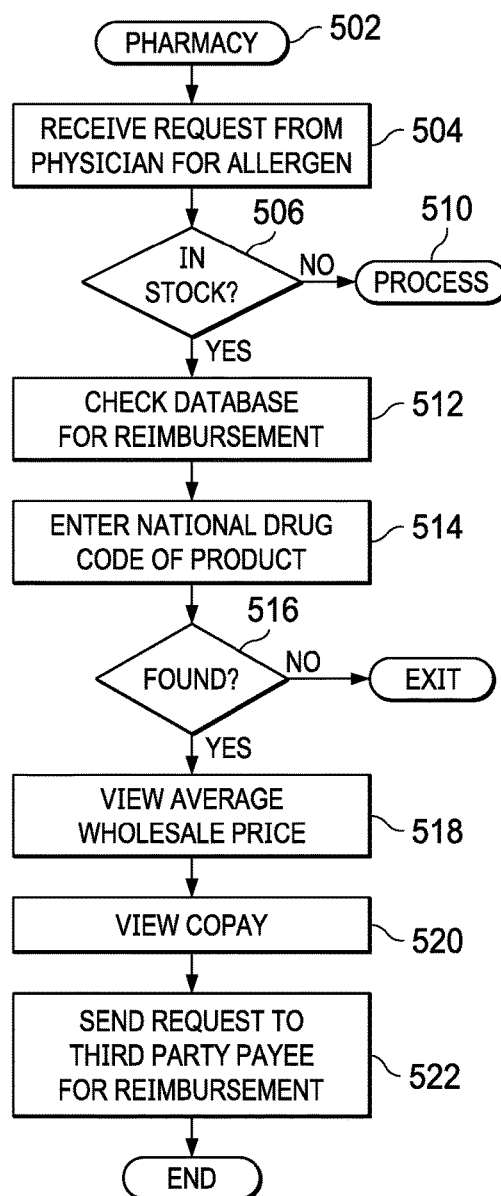 PHARMACY
502
RECEIVE REQUEST FROM
PHYSICIAN FOR ALLERGEN
504
506
IN
STOCK?
NO
510
PROCESS
YES
CHECK DATABASE
FOR REIMBURSEMENT
512
ENTER NATIONAL DRUG
CODE OF PRODUCT
514
516
FOUND?
NO
EXIT
YES
VIEW AVERAGE
WHOLESALE PRICE
518
VIEW COPAY
520
SEND REQUEST TO
THIRD PARTY PAYEE
FOR REIMBURSEMENT
522
END